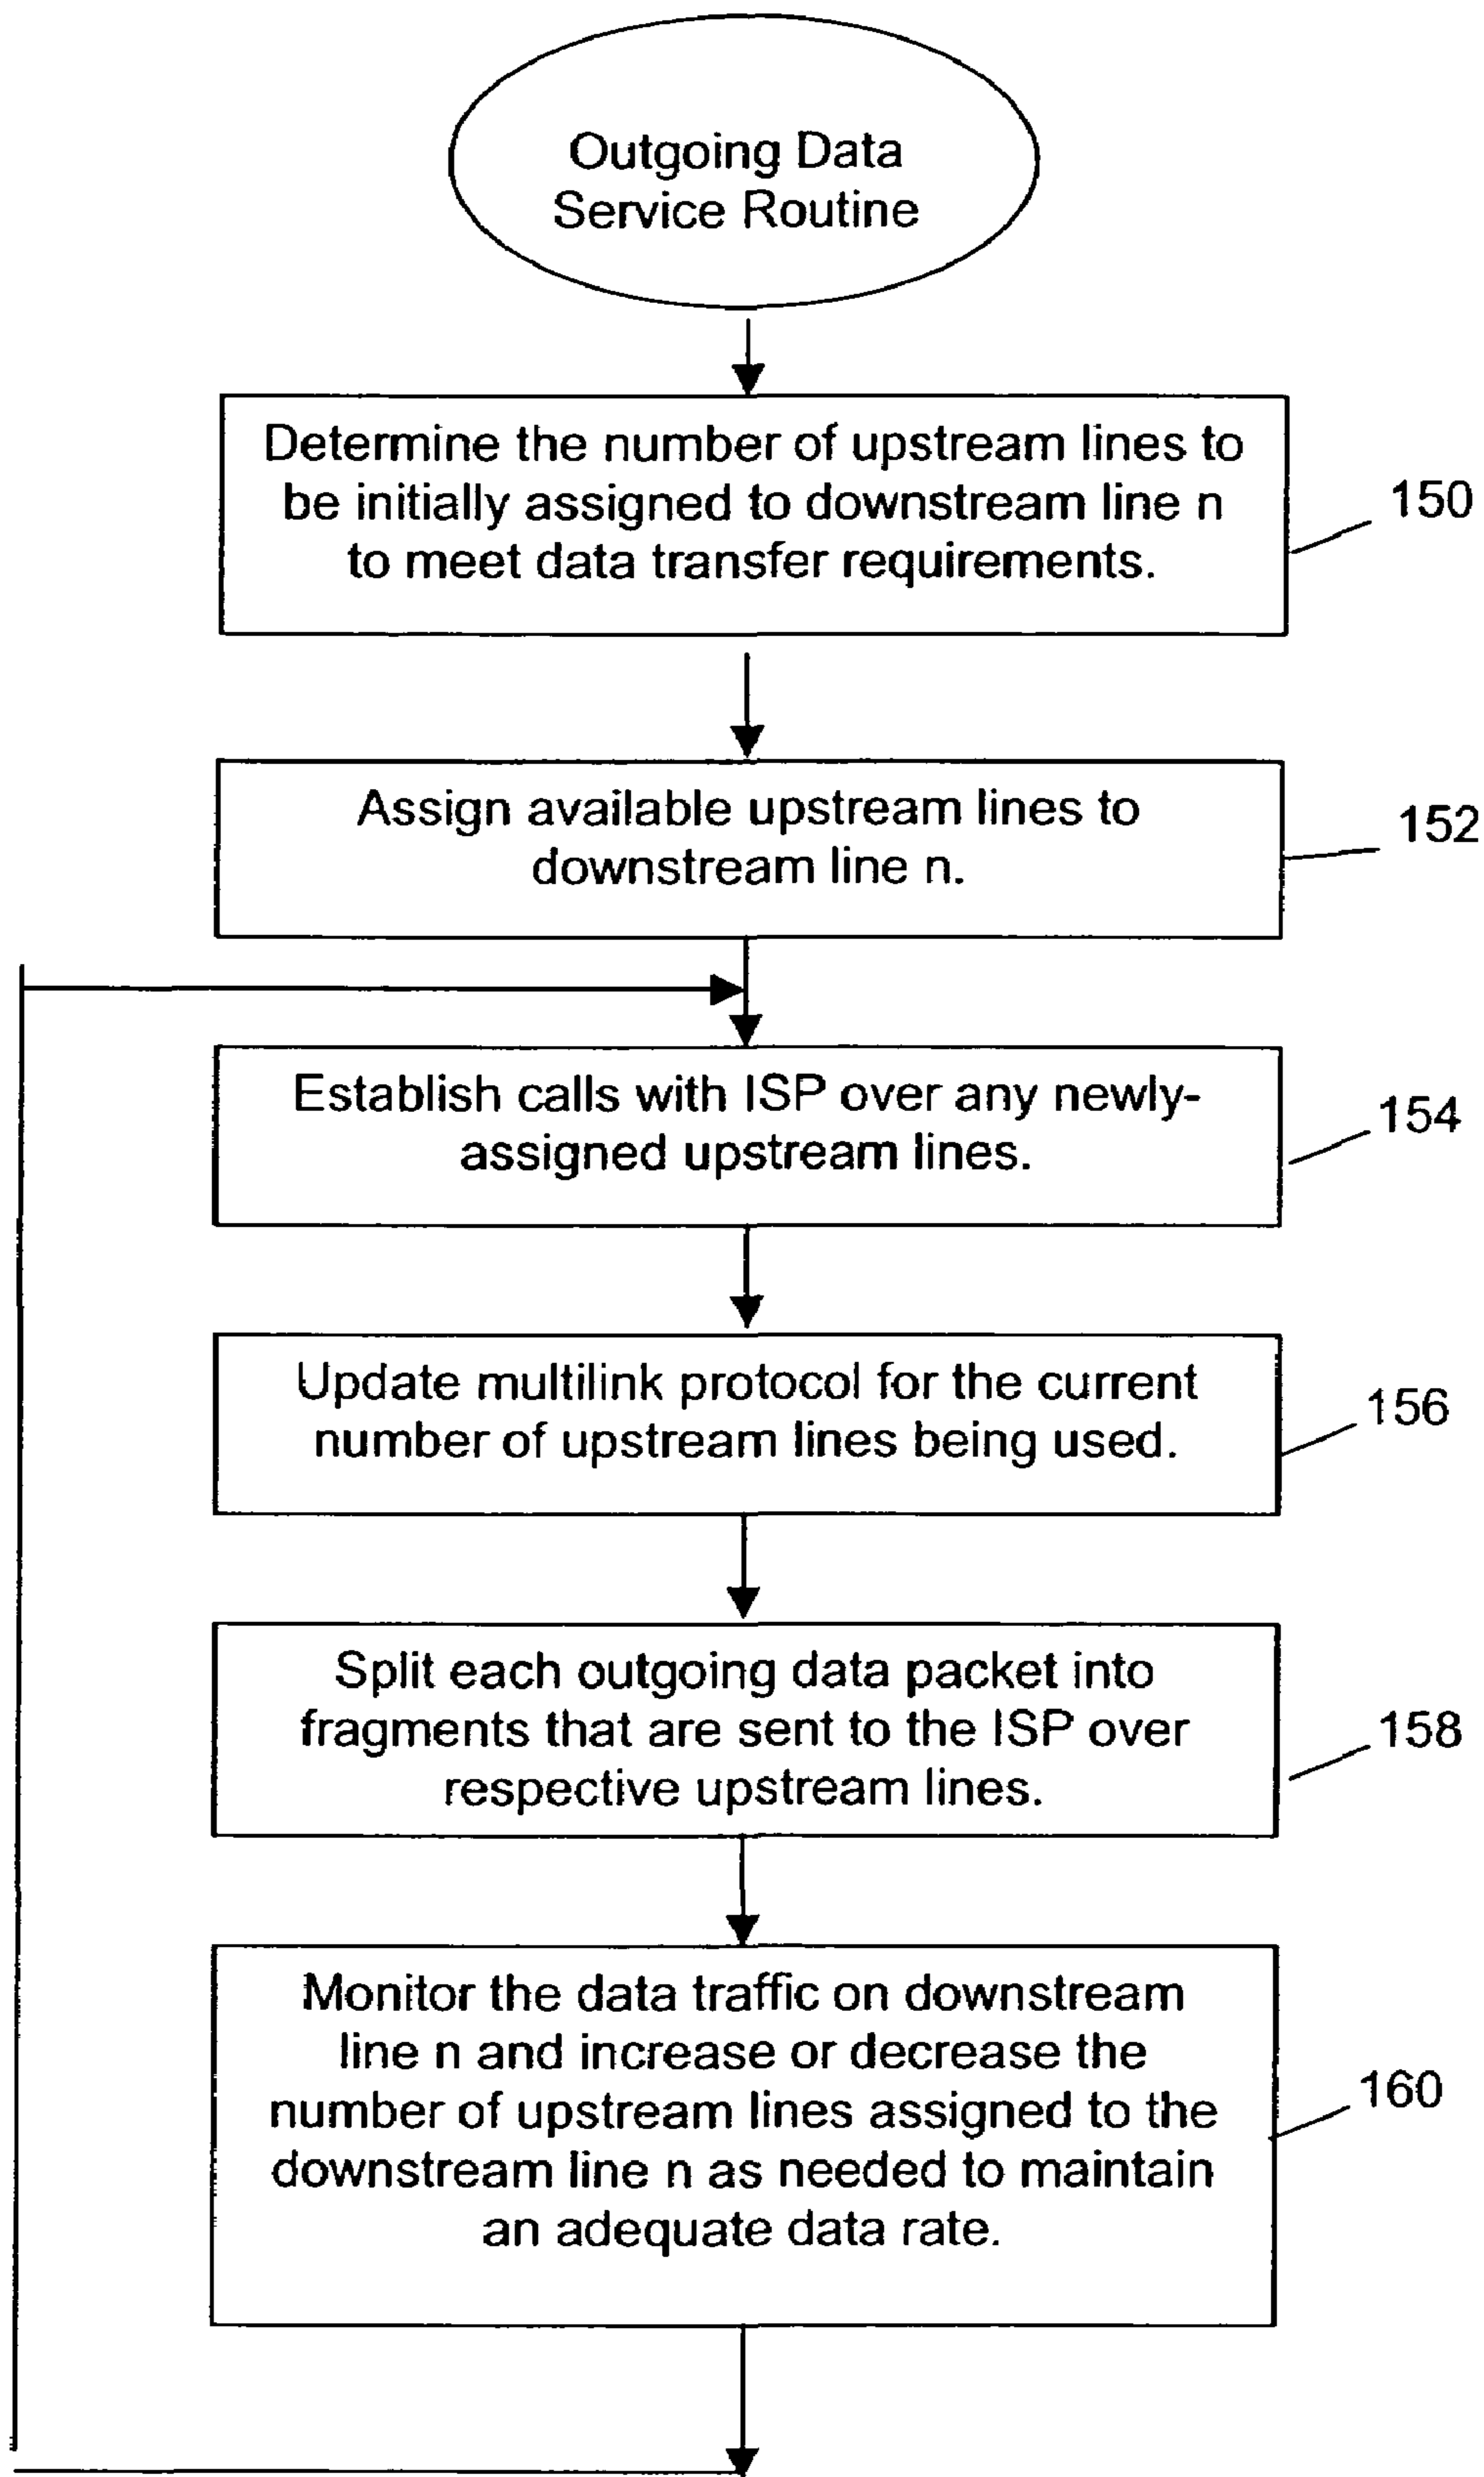 Outgoing Data
Service Routine
Determine the number of upstream lines to
be initially assigned to downstream line n
to meet data transfer requirements.
150
Assign available upstream lines to
downstream line n.
152
Establish calls with ISP over any newly-
assigned upstream lines.
154
Update multilink protocol for the current
number of upstream lines being used.
156
Split each outgoing data packet into
fragments that are sent to the ISP over
respective upstream lines.
158
Monitor the data traffic on downstream
line n and increase or decrease the
number of upstream lines assigned to the
downstream line n as needed to maintain
an adequate data rate.
160